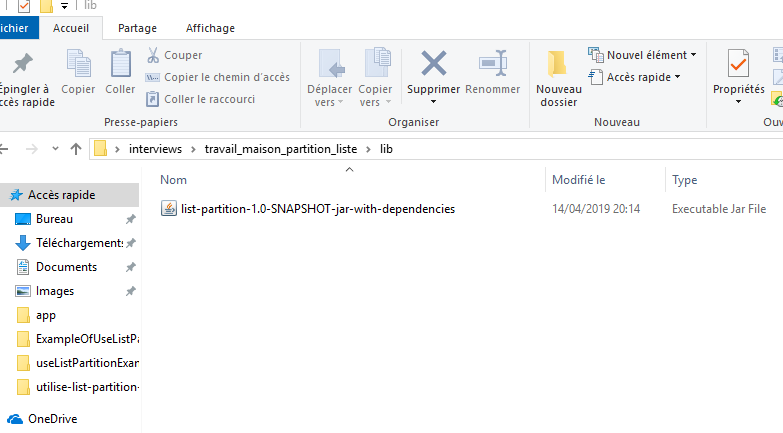 lib
ichier
Accueil
Partage
Affichage
Épingler à
ccès rapide
Copier
Coller
Couper
Copier le chemin d'accès
Coller le raccourci
Presse-papiers
Déplacer
vers
Copier
vers
Supprimer
Renommer
Organiser
Nouveau
dossier
Nouvel élément
Accès rapide
Nouveau
Propriétés
Ouv
interviews > travail_maison_partition_liste > lib
Nom
Modifié le
Type
list-partition-1.0-SNAPSHOT-jar-with-dependencies
14/04/2019 20:14
Executable Jar File
Accès rapide
Bureau
Téléchargements
Documents
Images
app
ExampleOfUseListPa
useListPartitionExan
utilise-list-partition-
OneDrive